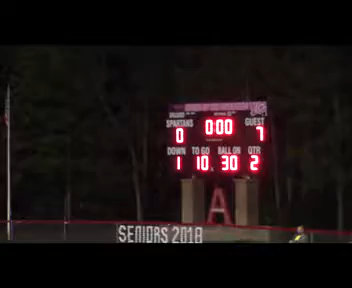 SPARTANS 0:00 GUEST
0 7
DOWN TO GO BALL ON QTR
1 10 30 2
A
SENIORS 2018